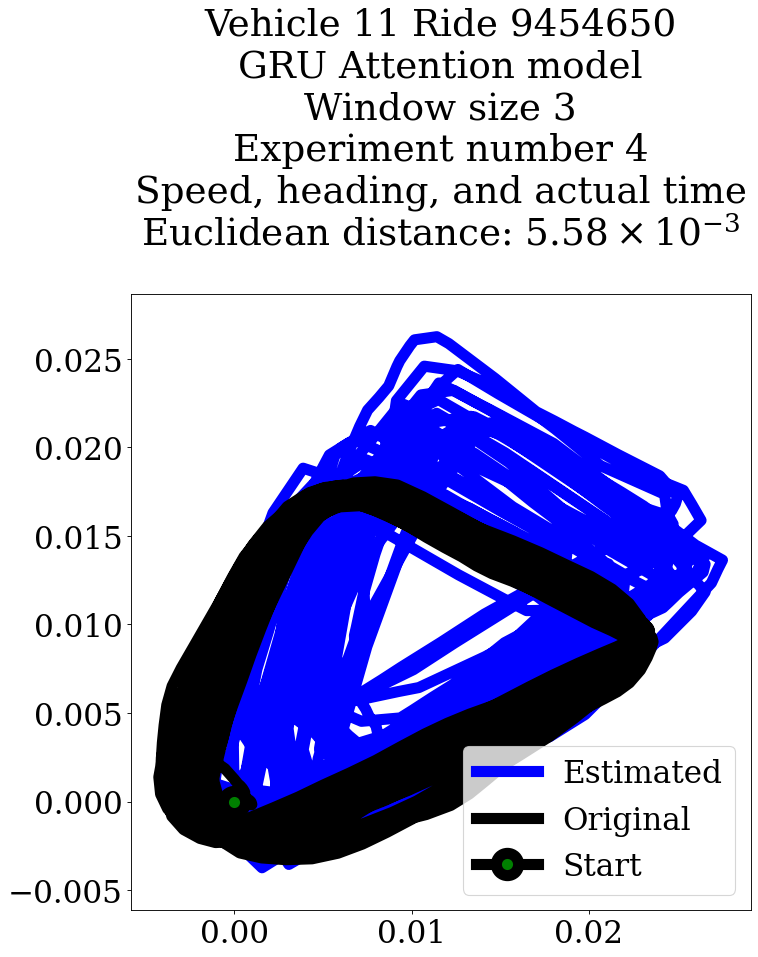 Vehicle 11 Ride 9454650
GRU Attention model
Window size 3
Experiment number 4
Speed, heading, and actual time
Euclidean distance: 5.58 × 10⁻³
0.025
0.020
0.015
0.010
0.005
0.000
−0.005
0.00 0.01 0.02
Estimated
Original
Start